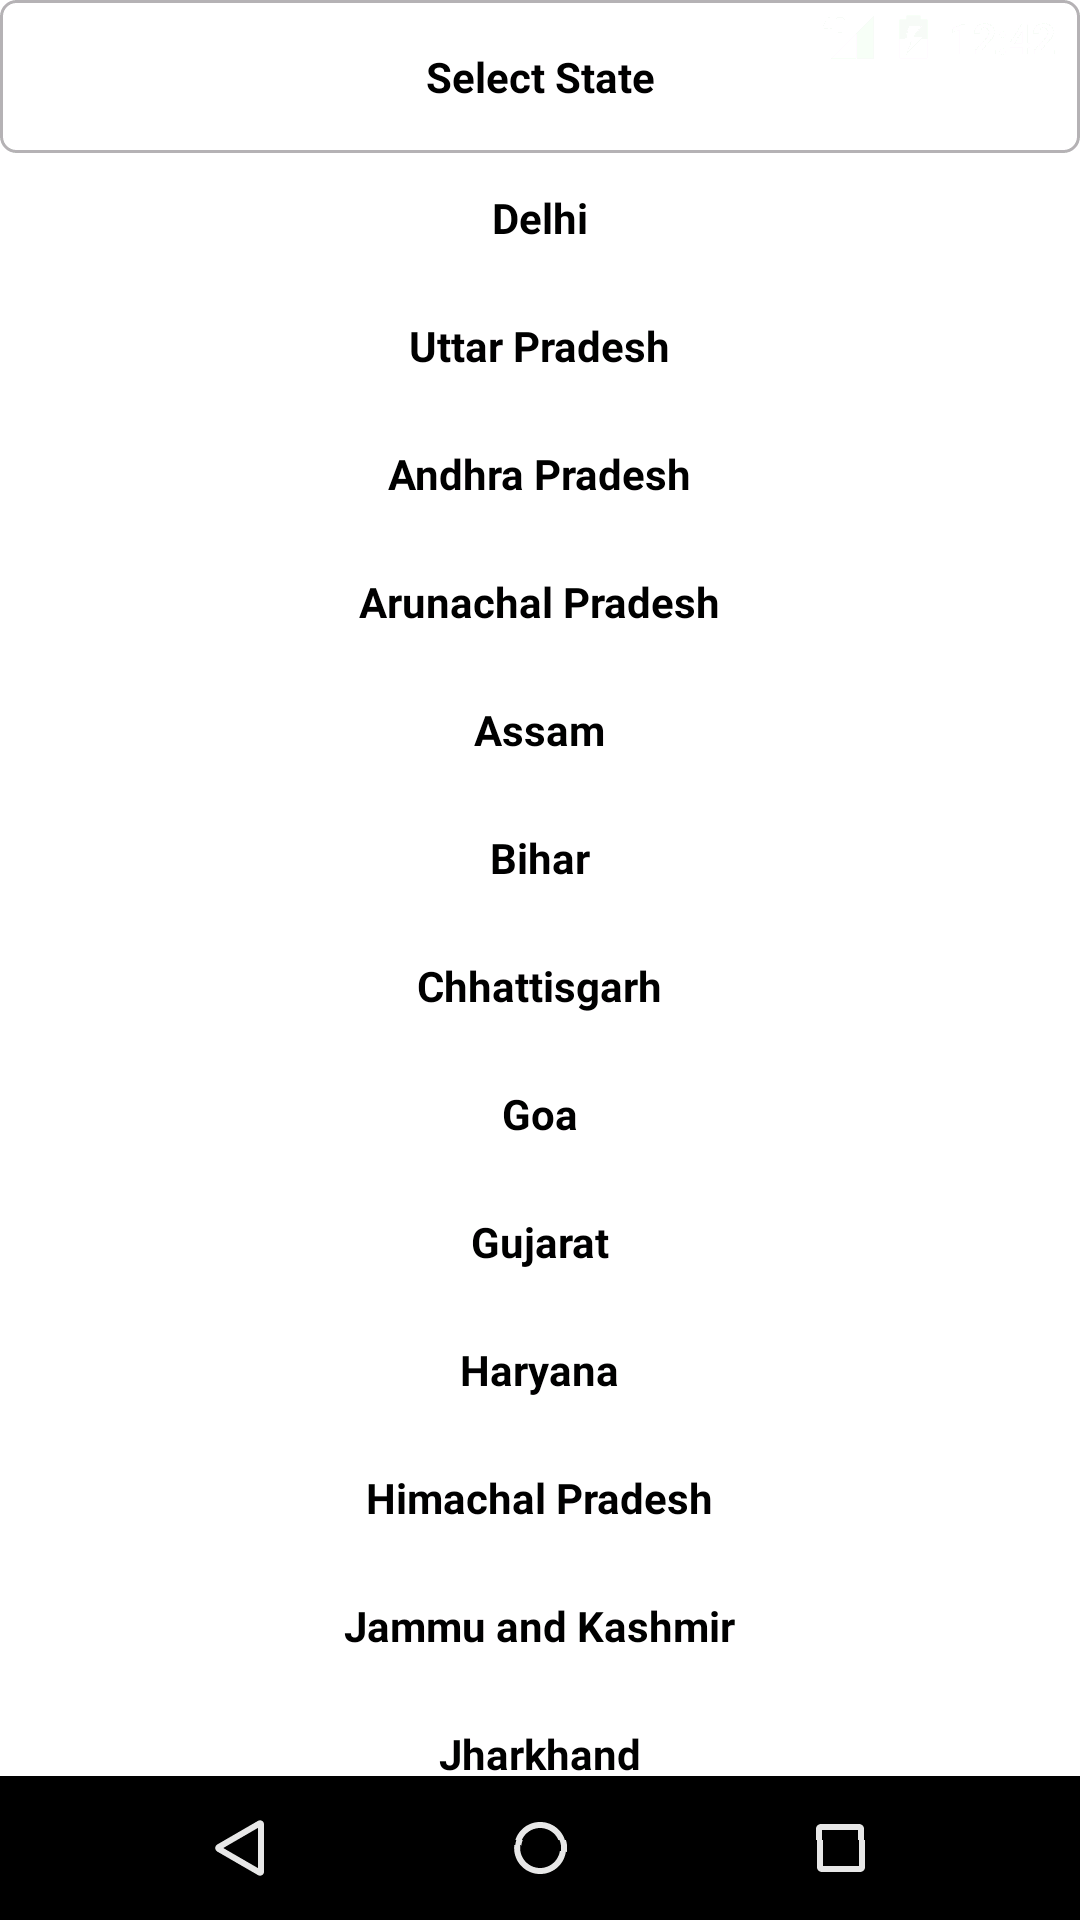 Select State
Delhi
Uttar Pradesh
Andhra Pradesh
Arunachal Pradesh
Assam
Bihar
Chhattisgarh
Goa
Gujarat
Haryana
Himachal Pradesh
Jammu and Kashmir
Jharkhand